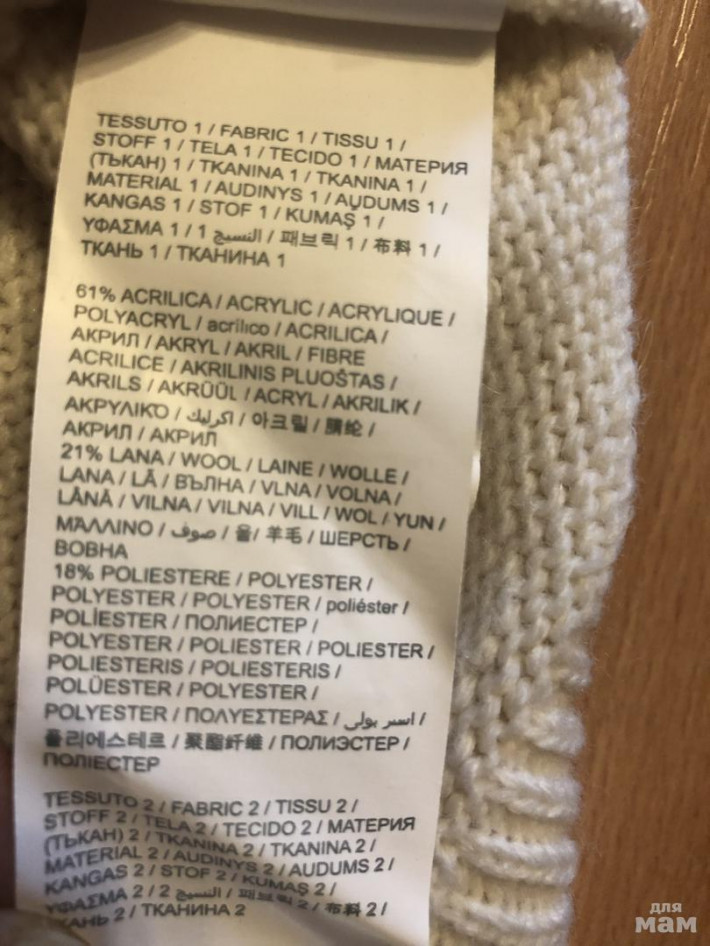 TESSUTO 1 / FABRIC 1 / TISSU 1 /
STOFF 1 / TELA 1 / TECIDO 1 / МАТЕРИЯ
(ТЬКАН) 1 / TKANINA 1 / TKANINA 1 /
MATERIAL 1 / AUDINYS 1 / AUDUMS 1 /
KANGAS 1 / STOF 1 / KUMAŞ 1 /
ΥΦΑΣΜΑ 1 / 1 النسيج / 패브릭 1 / 布料 1 /
ТКАНЬ 1 / ТКАНИНА 1
61% ACRILICA / ACRYLIC / ACRYLIQUE /
POLYACRYL / acrílico / ACRILICA /
АКРИЛ / AKRYL / AKRIL / FIBRE
ACRILICE / AKRILINIS PLUOŠTAS /
AKRILS / AKRÜÜL / ACRYL / AKRILIK /
ΑΚΡΥΛΙΚΌ / اكرليك / 아크릴 / 腈纶 /
АКРИЛ / АКРИЛ
21% LANA / WOOL / LAINE / WOLLE /
LANA / LÃ / ВЪЛНА / VLNA / VOLNA /
LÂNĂ / VILNA / VILNA / VILL / WOL / YUN /
ΜΆΛΛΙΝΟ / صوف / 울 / 羊毛 / ШЕРСТЬ /
ВОВНА
18% POLIESTERE / POLYESTER /
POLYESTER / POLYESTER / poliéster /
POLÍESTER / ПОЛИЕСТЕР /
POLYESTER / POLIESTER / POLIESTER /
POLIESTERIS / POLIESTERIS /
POLÜESTER / POLYESTER /
POLYESTER / ΠΟΛΥΕΣΤΕΡΑΣ / استر بولي /
폴리에스테르 / 聚酯纤维 / ПОЛИЭСТЕР /
ПОЛІЕСТЕР
TESSUTO 2 / FABRIC 2 / TISSU 2 /
STOFF 2 / TELA 2 / TECIDO 2 / МАТЕРИЯ
(ТЬКАН) 2 / TKANINA 2 / TKANINA 2 /
MATERIAL 2 / AUDINYS 2 / AUDUMS 2 /
KANGAS 2 / STOF 2 / KUMAŞ 2 /
ΥΦΑΣΜΑ 2 / 2 النسيج / 패브릭 2 / 布料 2 /
ТКАНЬ 2 / ТКАНИНА 2
для
мам